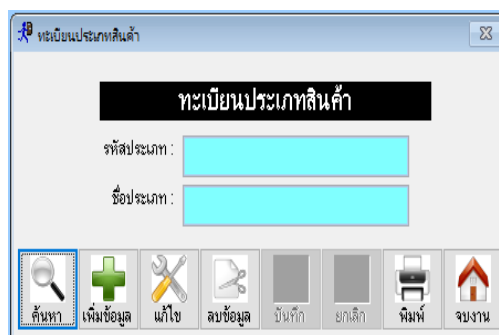 ทะเบียนประเภทสินค้า
ทะเบียนประเภทสินค้า
รหัสประเภท :
ชื่อประเภท :
ค้นหา เพิ่มข้อมูล แก้ไข ลบข้อมูล บันทึก ยกเลิก พิมพ์ จบงาน